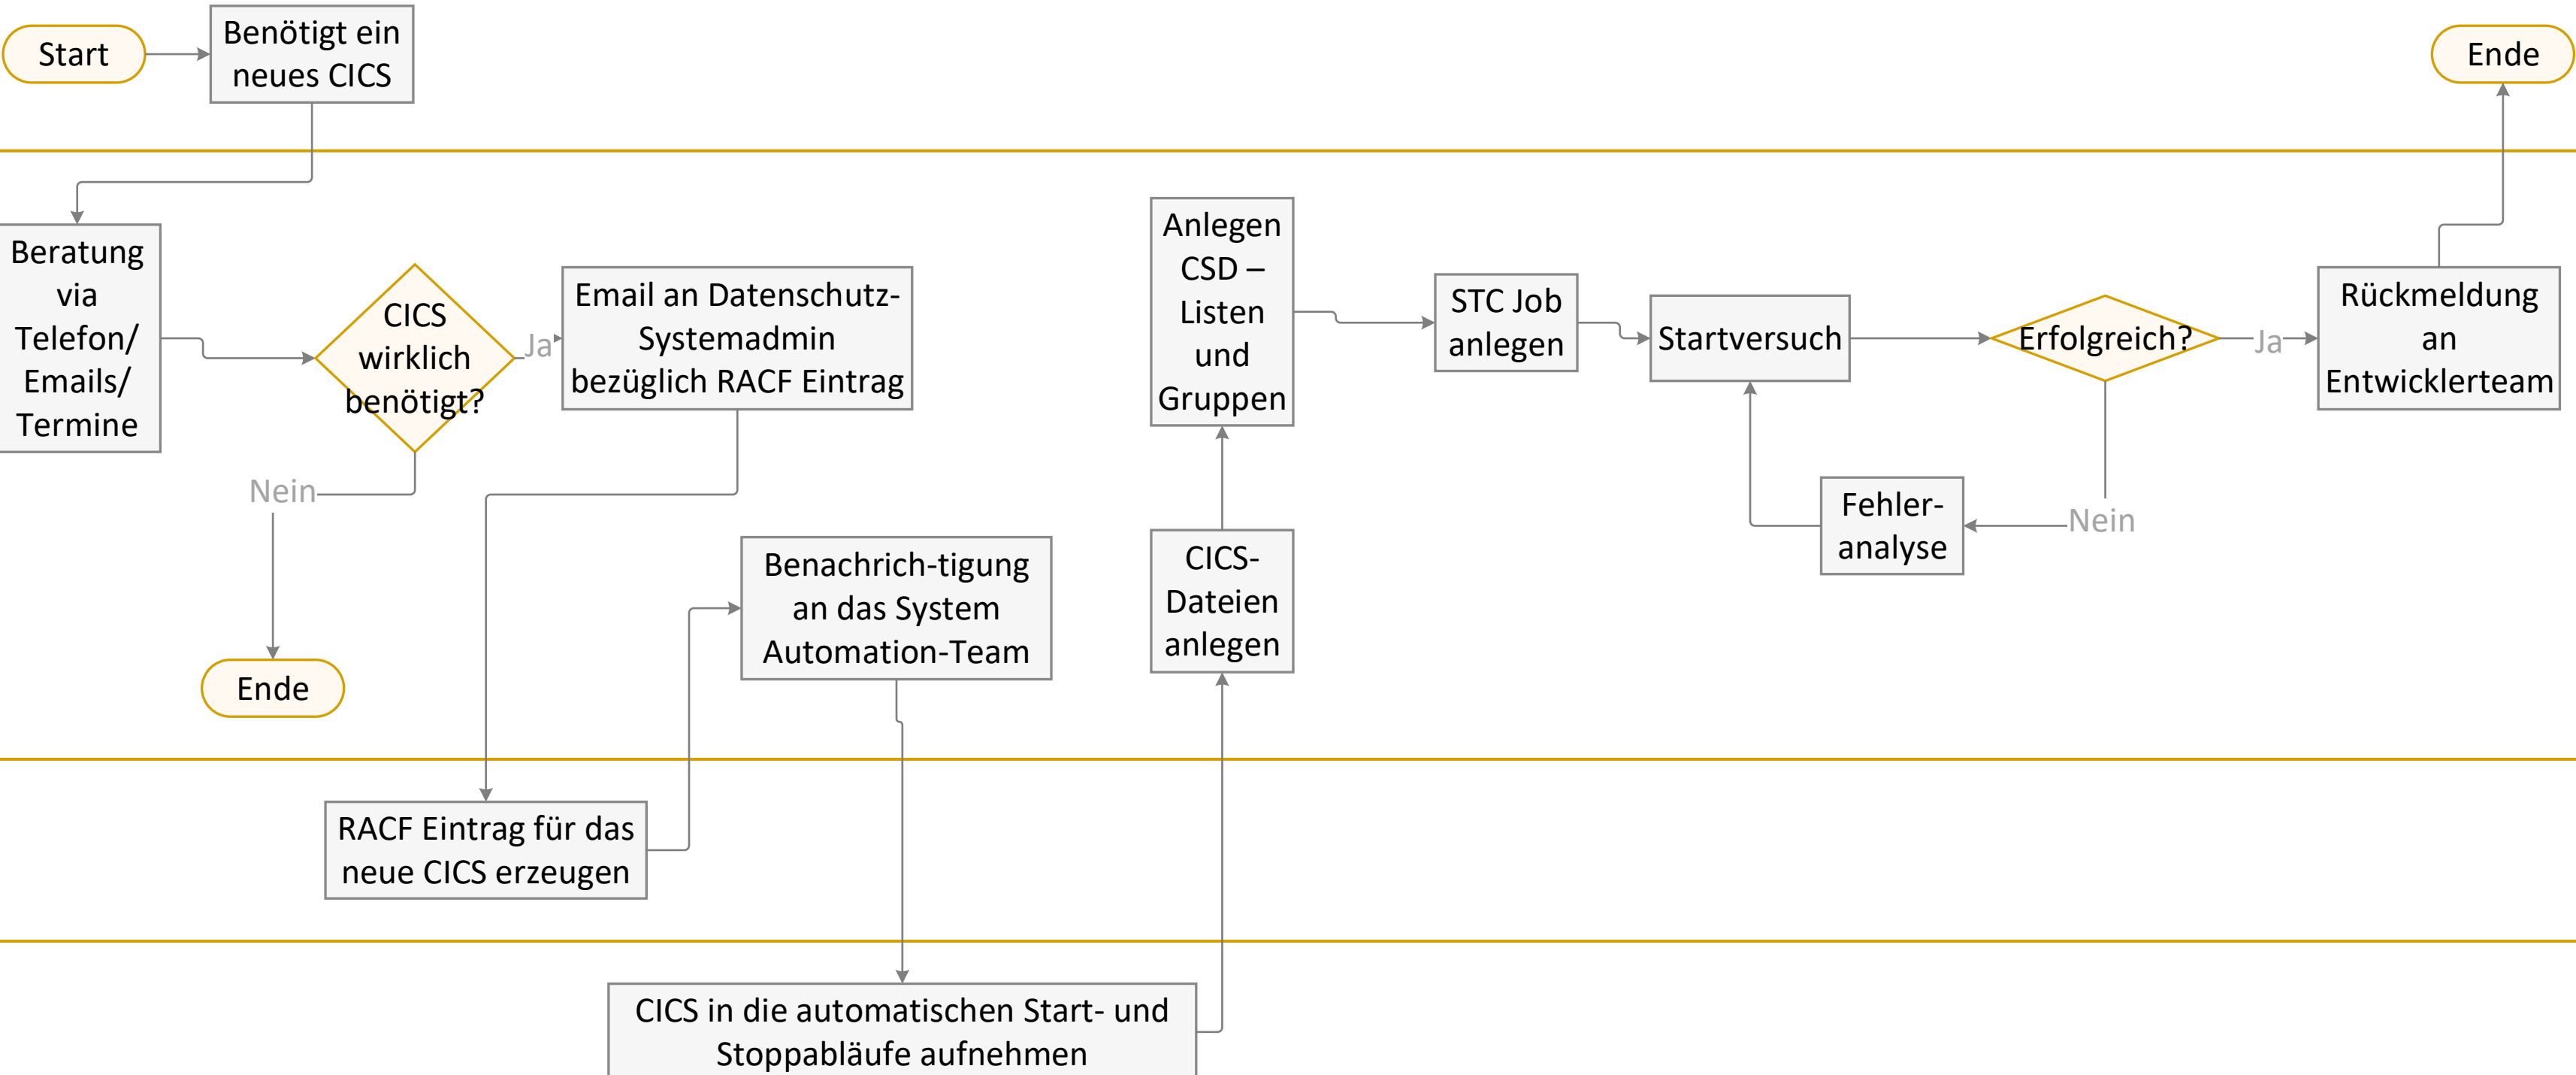 Start
Benötigt ein
neues CICS
Ende
Beratung
via
Telefon/
Emails/
Termine
CICS
wirklich
benötigt?
Ja
Nein
Ende
Email an Datenschutz-
Systemadmin
bezüglich RACF Eintrag
Benachrich-tigung
an das System
Automation-Team
Anlegen
CSD –
Listen
und
Gruppen
CICS-
Dateien
anlegen
STC Job
anlegen
Startversuch
Erfolgreich?
Ja
Nein
Fehler-
analyse
Rückmeldung
an
Entwicklerteam
RACF Eintrag für das
neue CICS erzeugen
CICS in die automatischen Start- und
Stoppabläufe aufnehmen